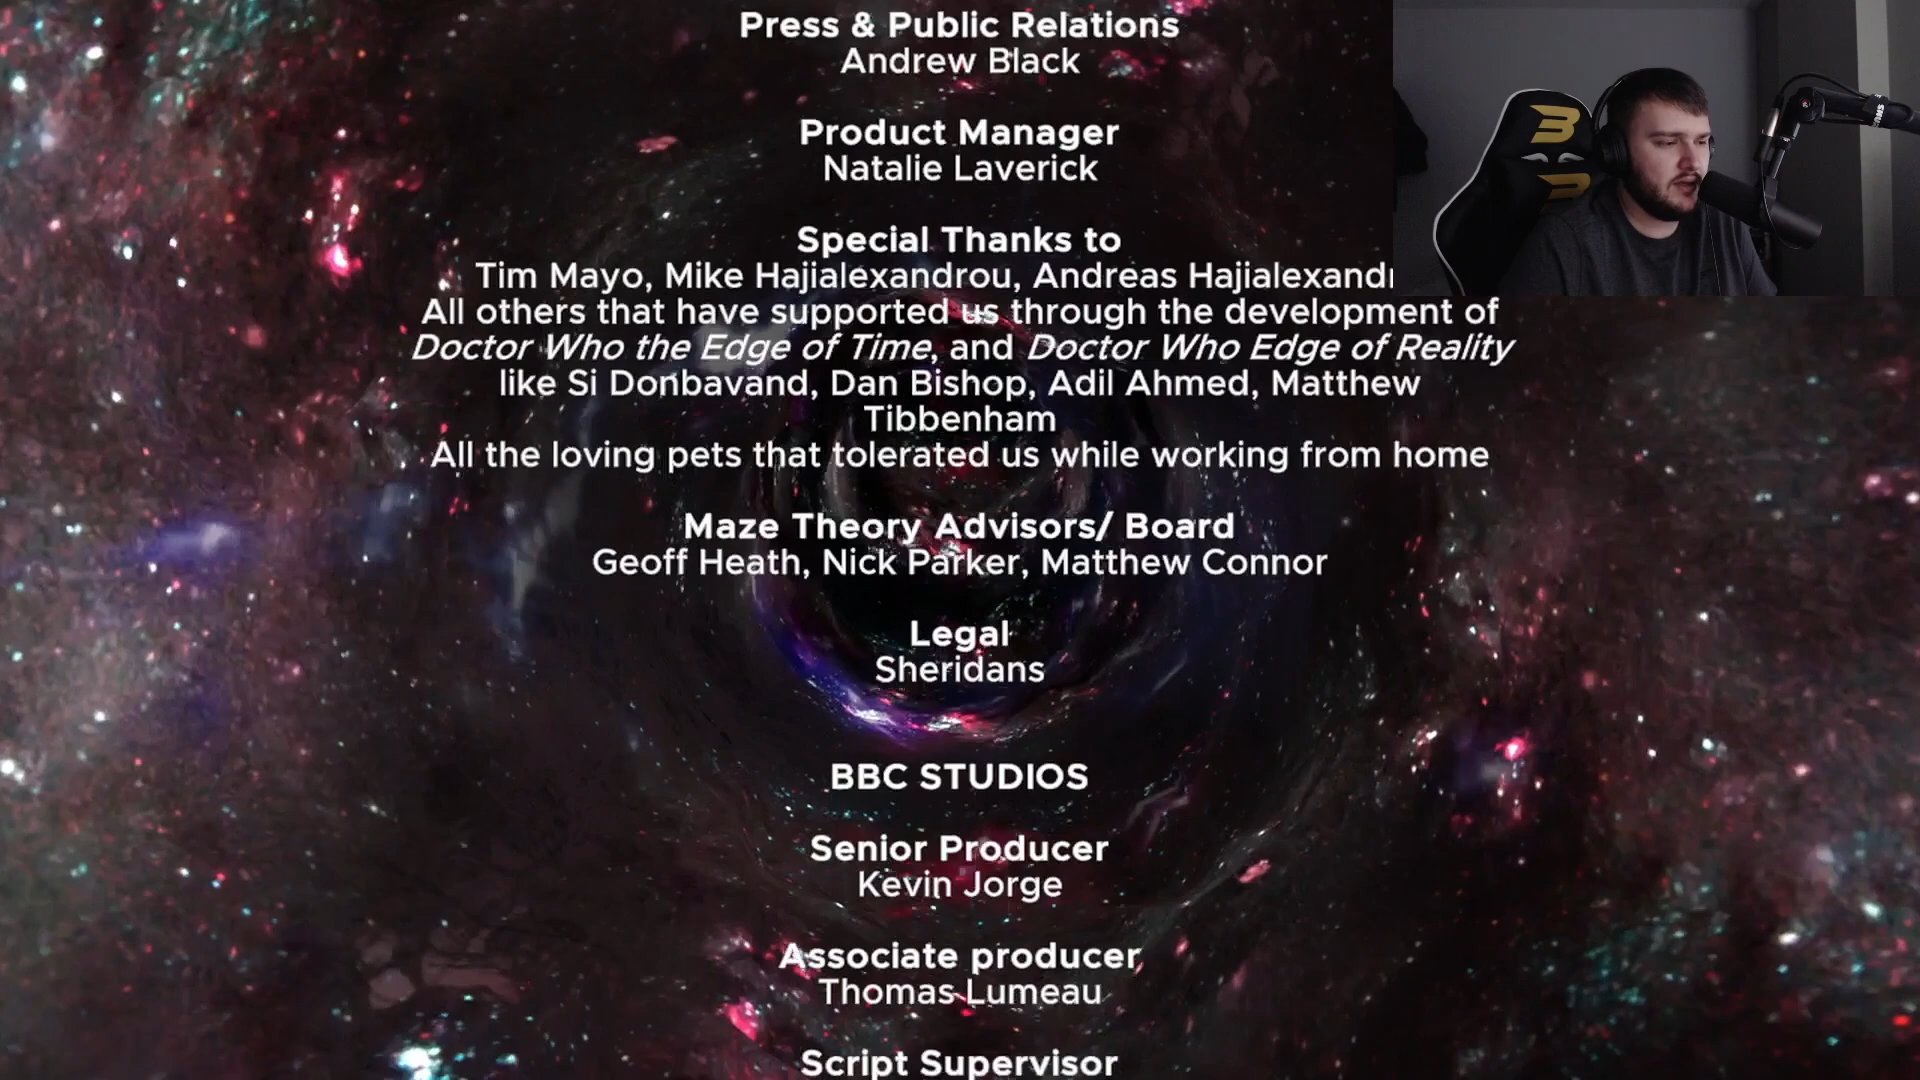 Press & Public Relations
Andrew Black
Product Manager
Natalie Laverick
Special Thanks to
Tim Mayo, Mike Hajialexandrou, Andreas
All others that have supported us through the development of
Doctor Who the Edge of Time, and Doctor Who Edge of Reality
like Si Donbavand, Dan Bishop, Adil Ahmed, Matthew
Tibbenham
All the loving pets that tolerated us while working from home
Maze Theory Advisors/ Board
Geoff Heath, Nick Parker, Matthew Connor
Legal
Sheridans
BBC STUDIOS
Senior Producer
Kevin Jorge
Associate producer
Thomas Lumeau
Script Supervisor